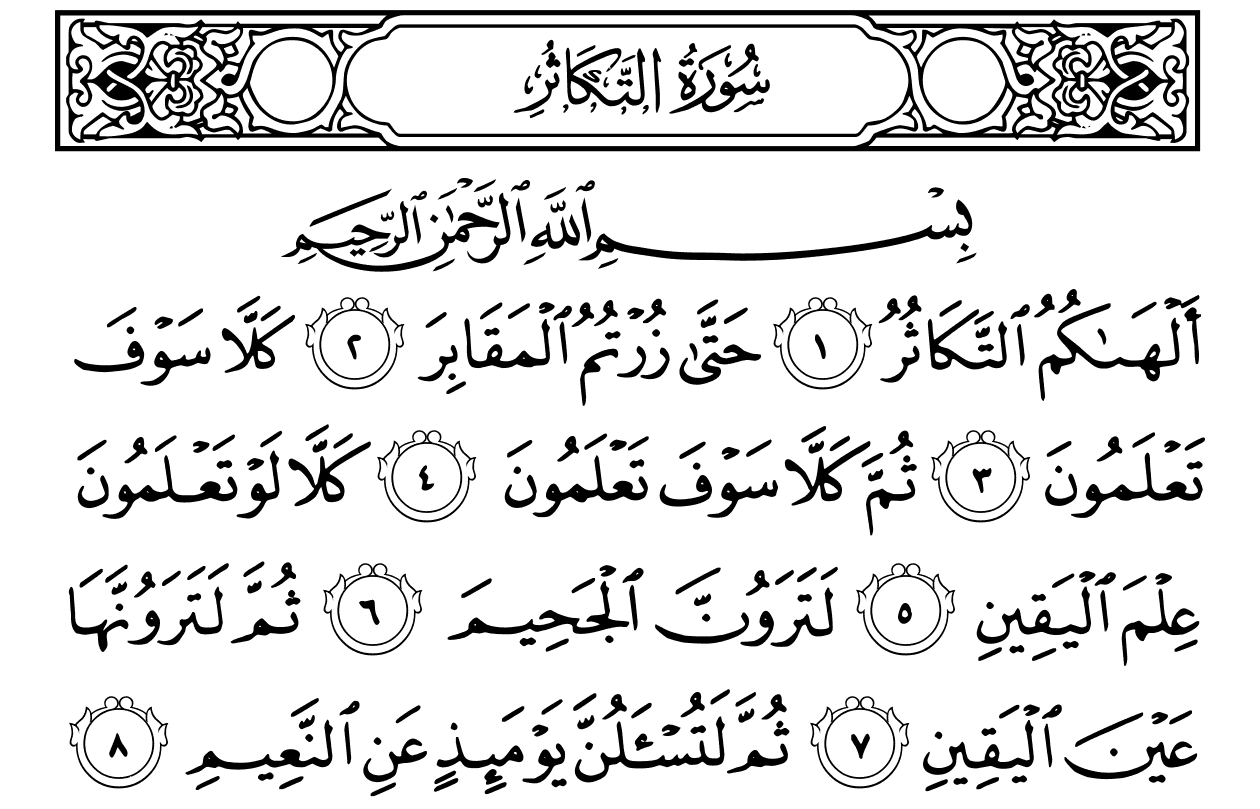 سُورَةُ التَّكَاثُرِ
بِسْمِ ٱللَّهِ ٱلرَّحْمَٰنِ ٱلرَّحِيمِ
أَلْهَىٰكُمُ ٱلتَّكَاثُرُ ١ حَتَّىٰ زُرْتُمُ ٱلْمَقَابِرَ ٢ كَلَّا سَوْفَ
تَعْلَمُونَ ٣ ثُمَّ كَلَّا سَوْفَ تَعْلَمُونَ ٤ كَلَّا لَوْ تَعْلَمُونَ
عِلْمَ ٱلْيَقِينِ ٥ لَتَرَوُنَّ ٱلْجَحِيمَ ٦ ثُمَّ لَتَرَوُنَّهَا
عَيْنَ ٱلْيَقِينِ ٧ ثُمَّ لَتُسْـَٔلُنَّ يَوْمَئِذٍ عَنِ ٱلنَّعِيمِ ٨